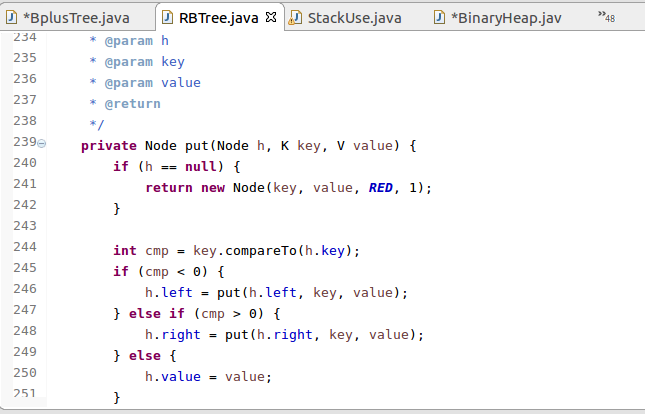 *BplusTree.java RBTree.java StackUse.java *BinaryHeap.jav »48
234 * @param h
235 * @param key
236 * @param value
237 * @return
238 */
239 private Node put(Node h, K key, V value) {
240 if (h == null) {
241 return new Node(key, value, RED, 1);
242 }
243
244 int cmp = key.compareTo(h.key);
245 if (cmp < 0) {
246 h.left = put(h.left, key, value);
247 } else if (cmp > 0) {
248 h.right = put(h.right, key, value);
249 } else {
250 h.value = value;
251 }